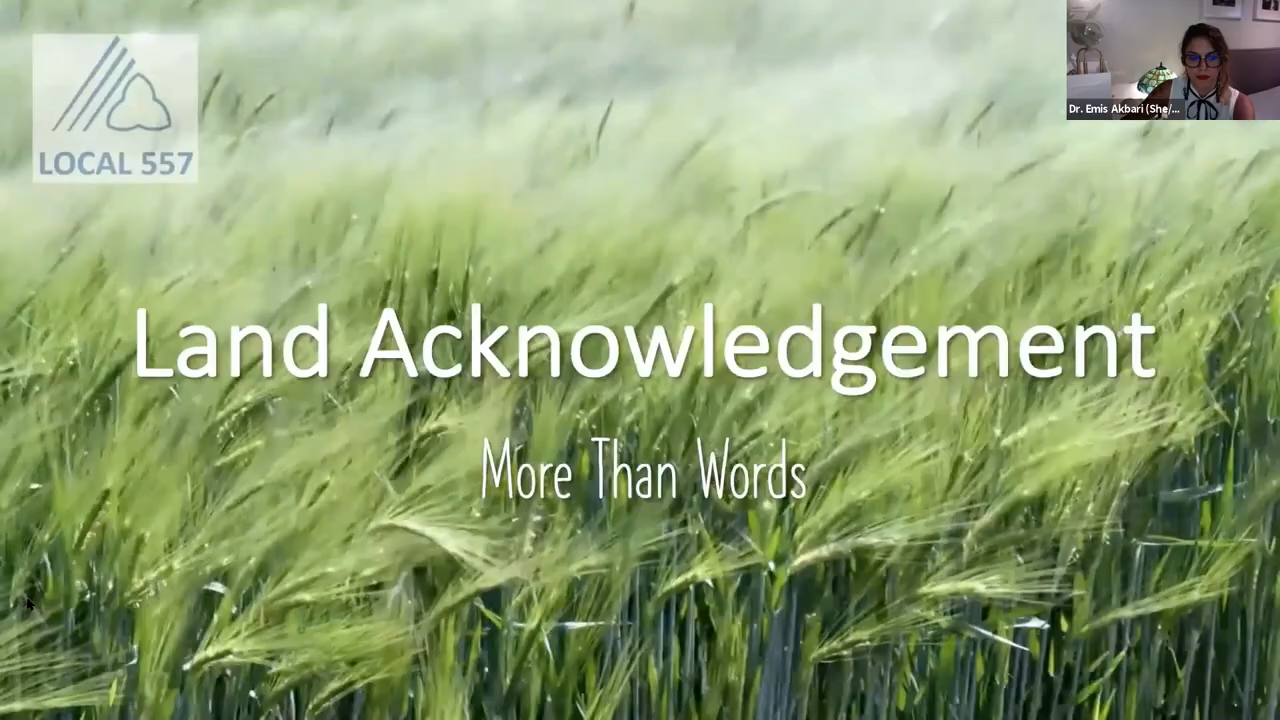 LOCAL 557
Dr. Emis Akbari (She/...
Land Acknowledgement
More Than Words